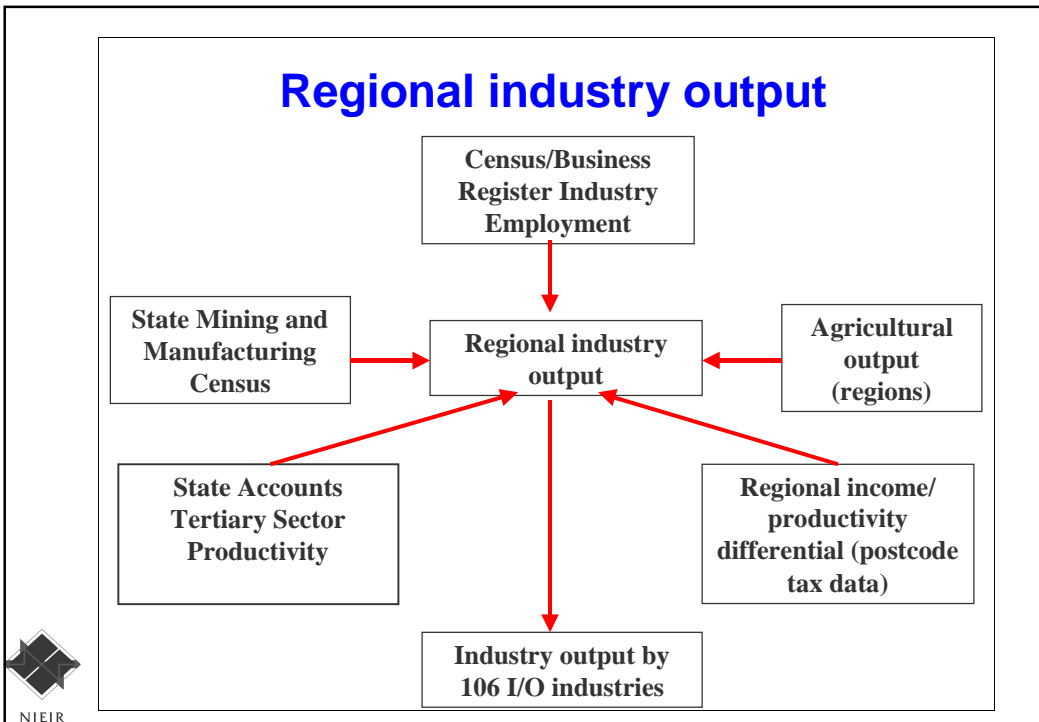 Regional industry output
Census/Business
Register Industry
Employment
State Mining and
Manufacturing
Census
Regional industry
output
Agricultural
output
(regions)
State Accounts
Tertiary Sector
Productivity
Regional income/
productivity
differential (postcode
tax data)
Industry output by
106 I/O industries
NIEIR